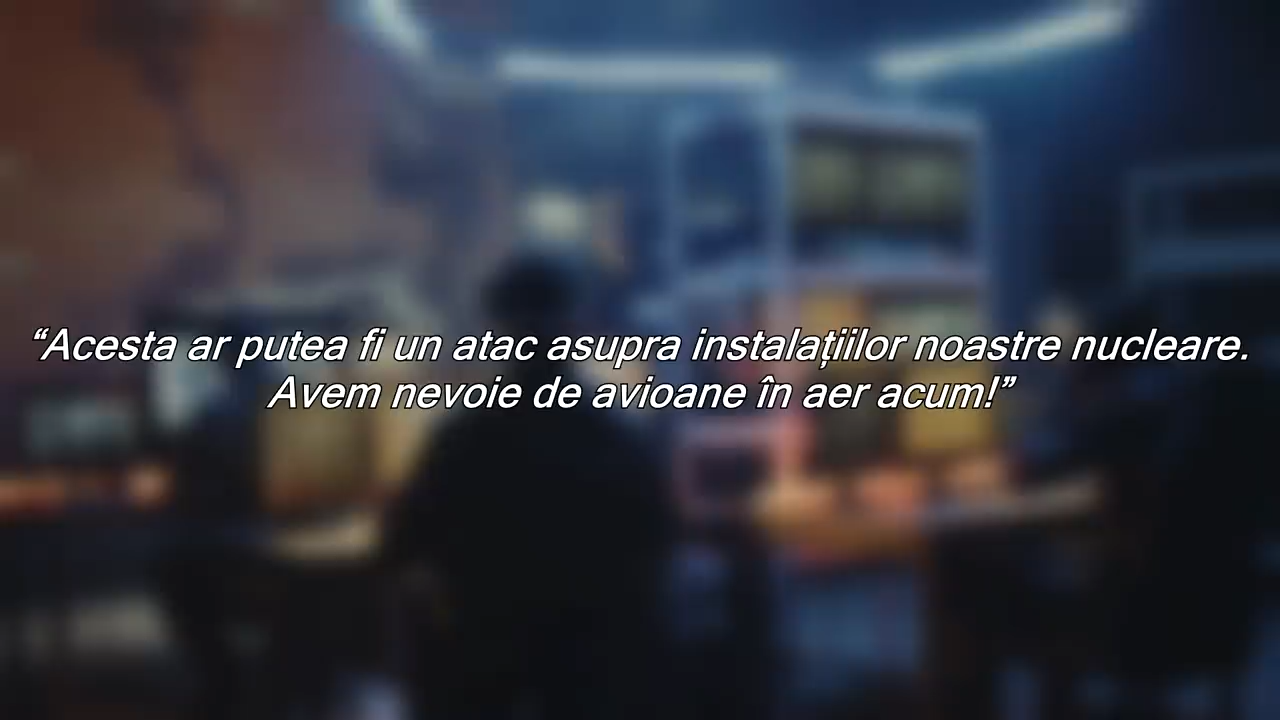 “Acesta ar putea fi un atac asupra instalațiilor noastre nucleare.
Avem nevoie de avioane în aer acum!”